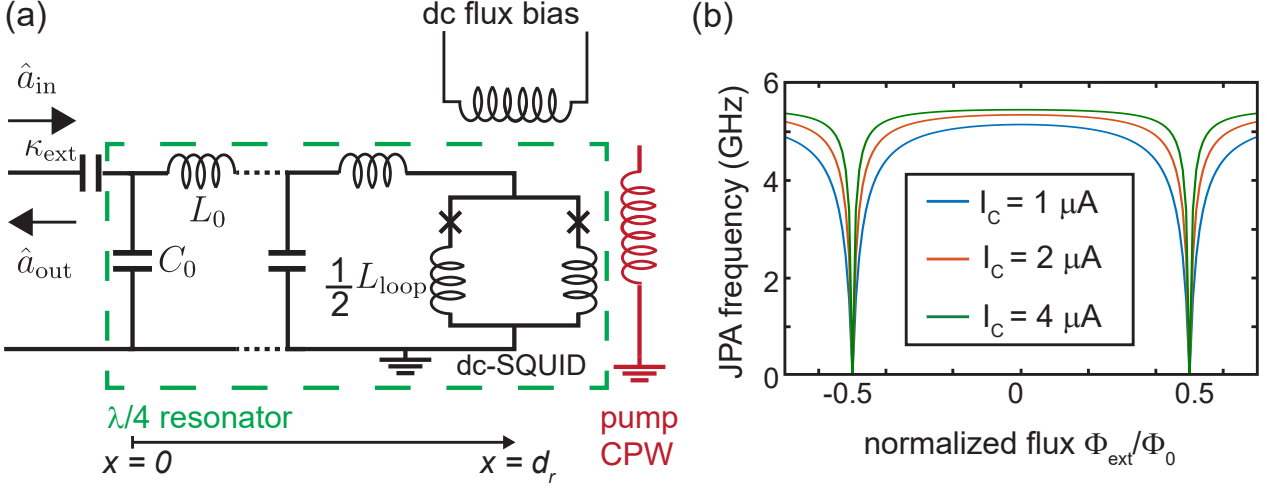 (a)
dc flux bias
â_in
κ_ext
L_0
â_out
C_0
1/2 L_loop
dc-SQUID
λ/4 resonator
pump
CPW
x = 0
x = d_r
(b)
JPA frequency (GHz)
6
4
2
0
I_C = 1 μA
I_C = 2 μA
I_C = 4 μA
-0.5
0
0.5
normalized flux Φ_ext/Φ_0